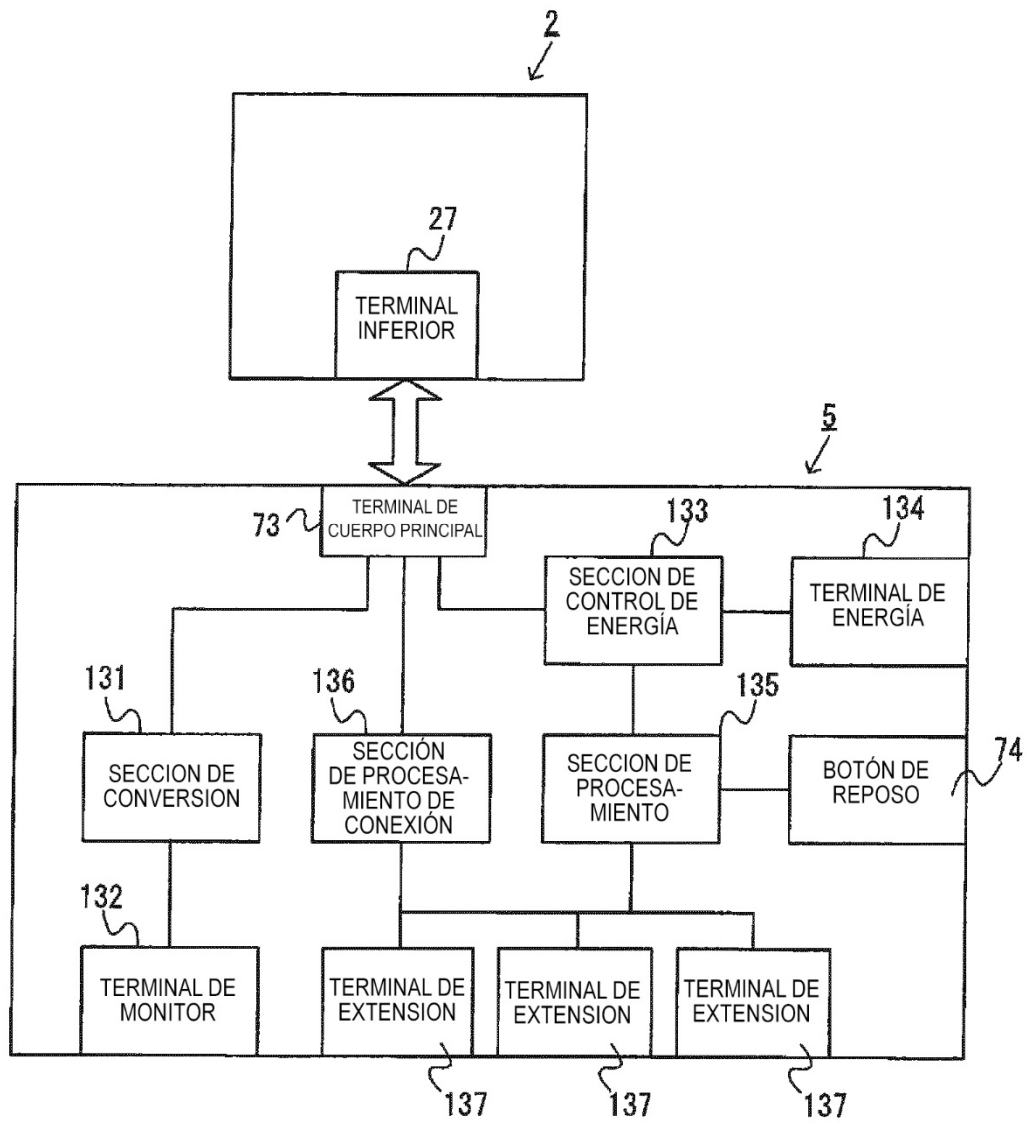 2
27
TERMINAL
INFERIOR
5
TERMINAL DE
CUERPO PRINCIPAL
73
133
134
SECCION DE
CONTROL DE
ENERGÍA
TERMINAL DE
ENERGÍA
131
136
135
74
SECCION DE
CONVERSION
SECCIÓN
DE PROCESA-
MIENTO DE
CONEXIÓN
SECCION DE
PROCESA-
MIENTO
BOTÓN DE
REPOSO
132
TERMINAL DE
MONITOR
TERMINAL DE
EXTENSION
TERMINAL DE
EXTENSION
TERMINAL DE
EXTENSION
137
137
137